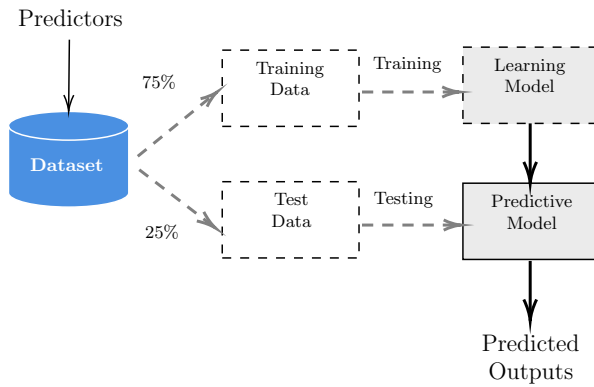 Predictors
75%
Training
Data
Training
Learning
Model
Dataset
25%
Test
Data
Testing
Predictive
Model
Predicted
Outputs